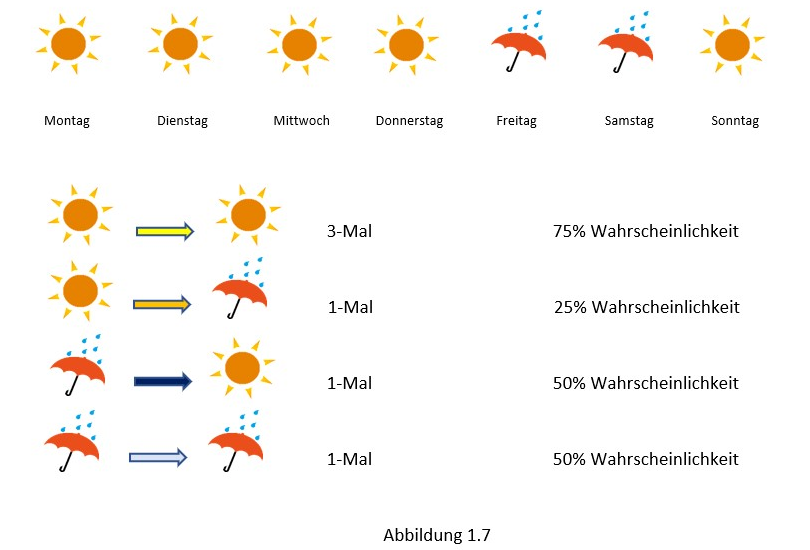 Montag Dienstag Mittwoch Donnerstag Freitag Samstag Sonntag
3-Mal 75% Wahrscheinlichkeit
1-Mal 25% Wahrscheinlichkeit
1-Mal 50% Wahrscheinlichkeit
1-Mal 50% Wahrscheinlichkeit
Abbildung 1.7